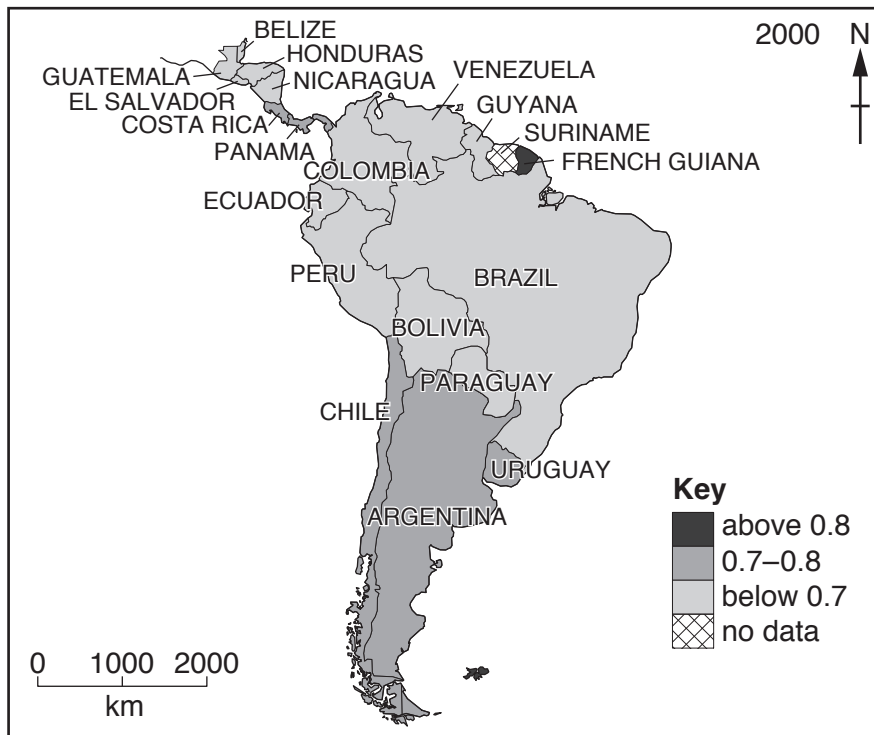 2000 N
BELIZE
HONDURAS
GUATEMALA
NICARAGUA
VENEZUELA
EL SALVADOR
GUYANA
COSTA RICA
SURINAME
PANAMA
FRENCH GUIANA
COLOMBIA
ECUADOR
PERU
BRAZIL
BOLIVIA
PARAGUAY
CHILE
URUGUAY
ARGENTINA
Key
above 0.8
0.7–0.8
below 0.7
no data
0 1000 2000
km